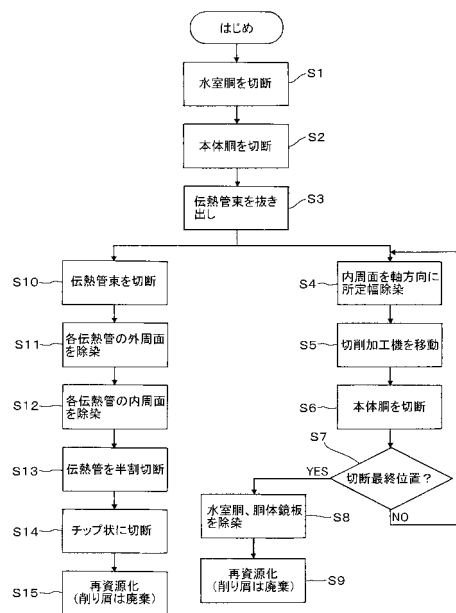 はじめ
S1
水室胴を切断
S2
本体胴を切断
S3
伝熱管束を抜き
出し
S10
伝熱管束を切断
S11
各伝熱管の外周面
を除染
S12
各伝熱管の内周面
を除染
S13
伝熱管を半割切断
S14
チップ状に切断
S15
再資源化
(削り屑は廃棄)
S4
内周面を軸方向に
所定幅除染
S5
切削加工機を移動
S6
本体胴を切断
S7
切断最終位置?
YES
NO
水室胴、胴体鏡板
を除染
S8
再資源化
(削り屑は廃棄)
S9